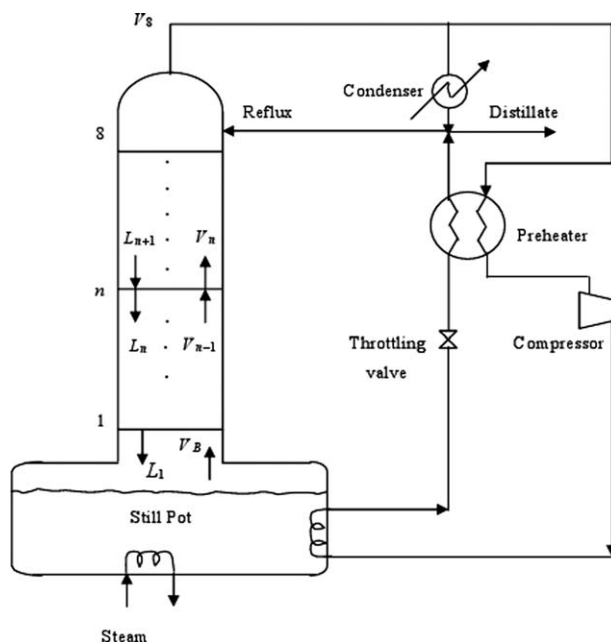 V8
Condenser
Reflux
Distillate
8
Ln+1
Vn
Preheater
n
Ln
Vn−1
Throttling
valve
Compressor
1
VB
L1
Still Pot
Steam